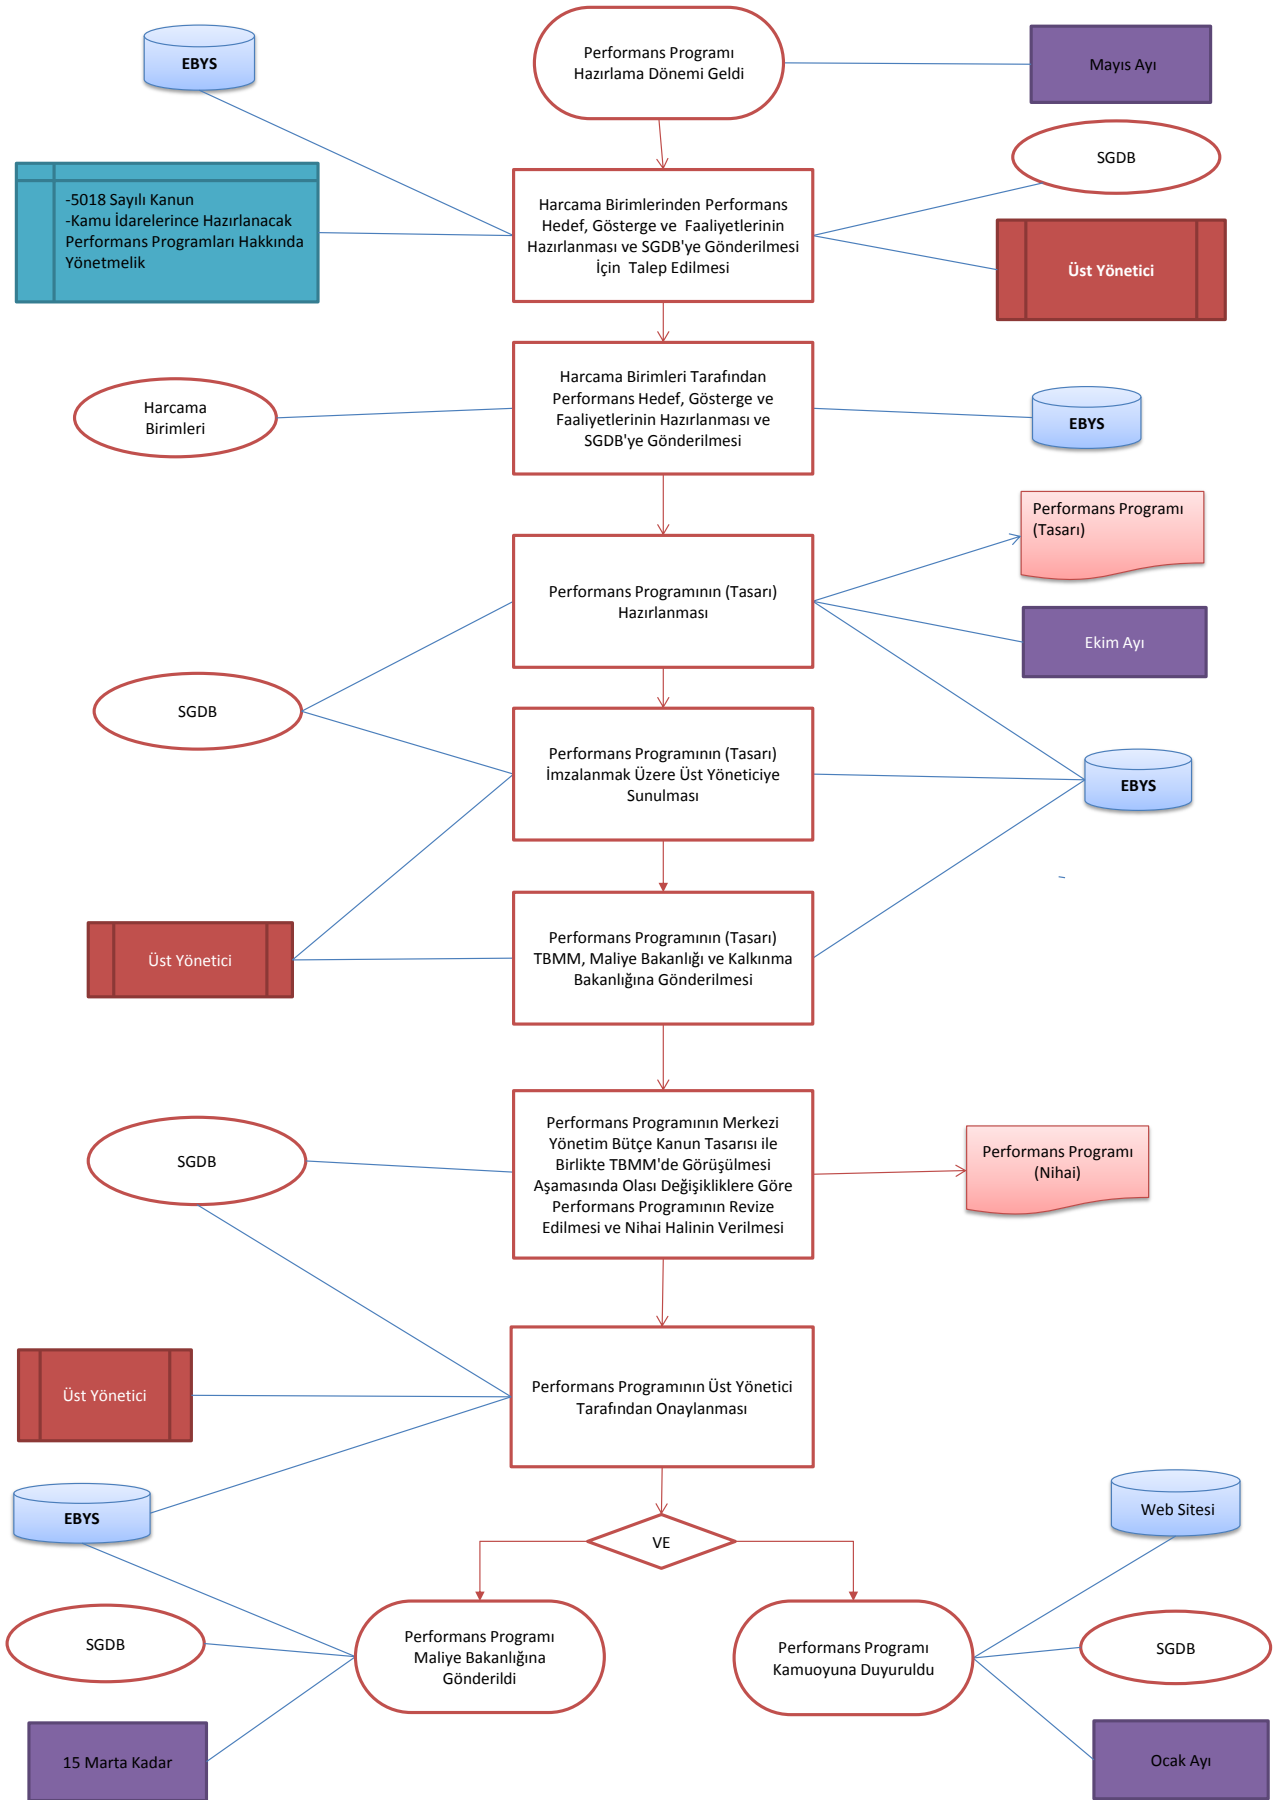 EBYS
Performans Programı
Hazırlama Dönemi Geldi
Mayıs Ayı
SGDB
-5018 Sayılı Kanun
-Kamu İdarelerince Hazırlanacak
Performans Programları Hakkında
Yönetmelik
Harcama Birimlerinden Performans
Hedef, Gösterge ve Faaliyetlerinin
Hazırlanması ve SGDB'ye Gönderilmesi
İçin Talep Edilmesi
Üst Yönetici
Harcama
Birimleri
Harcama Birimleri Tarafından
Performans Hedef, Gösterge ve
Faaliyetlerinin Hazırlanması ve
SGDB'ye Gönderilmesi
EBYS
Performans Programı
(Tasarı)
Performans Programının (Tasarı)
Hazırlanması
Ekim Ayı
SGDB
Performans Programının (Tasarı)
İmzalanmak Üzere Üst Yöneticiye
Sunulması
EBYS
Üst Yönetici
Performans Programının (Tasarı)
TBMM, Maliye Bakanlığı ve Kalkınma
Bakanlığına Gönderilmesi
SGDB
Performans Programının Merkezi
Yönetim Bütçe Kanun Tasarısı ile
Birlikte TBMM'de Görüşülmesi
Aşamasında Olası Değişikliklere Göre
Performans Programının Revize
Edilmesi ve Nihai Halinin Verilmesi
Performans Programı
(Nihai)
Üst Yönetici
Performans Programının Üst Yönetici
Tarafından Onaylanması
EBYS
Web Sitesi
VE
SGDB
Performans Programı
Maliye Bakanlığına
Gönderildi
Performans Programı
Kamuoyuna Duyuruldu
SGDB
15 Marta Kadar
Ocak Ayı